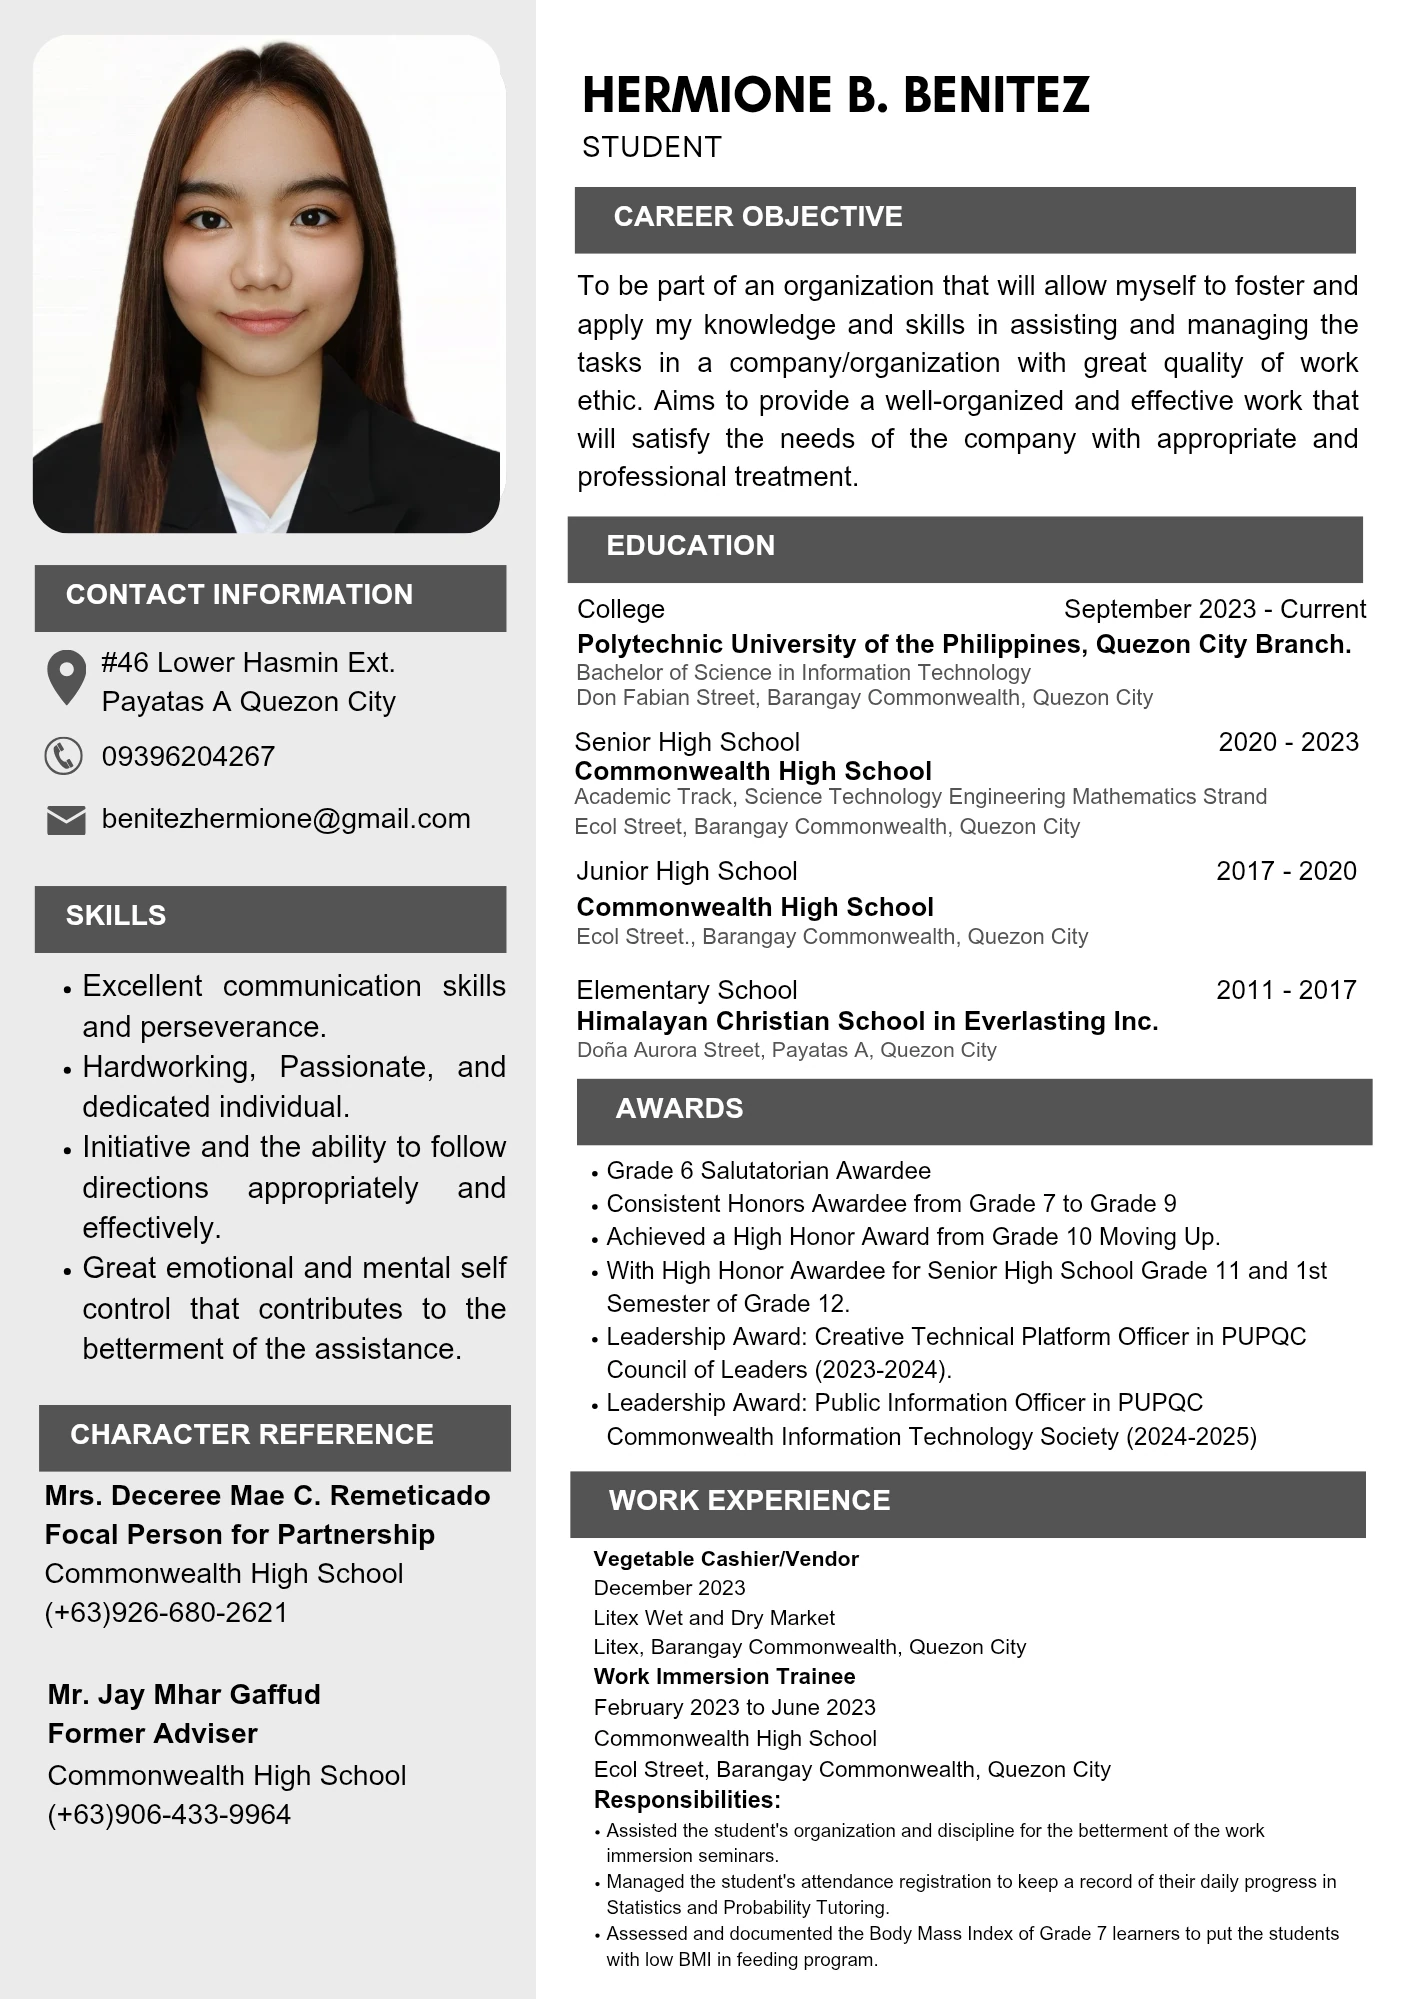 HERMIONE B. BENITEZ
STUDENT
CONTACT INFORMATION
#46 Lower Hasmin Ext.
Payatas A Quezon City
09396204267
benitezhermione@gmail.com
SKILLS
• Excellent communication skills
and perseverance.
• Hardworking, Passionate, and
dedicated individual.
• Initiative and the ability to follow
directions appropriately and
effectively.
• Great emotional and mental self
control that contributes to the
betterment of the assistance.
CHARACTER REFERENCE
Mrs. Deceree Mae C. Remeticado
Focal Person for Partnership
Commonwealth High School
(+63)926-680-2621
Mr. Jay Mhar Gaffud
Former Adviser
Commonwealth High School
(+63)906-433-9964
CAREER OBJECTIVE
To be part of an organization that will allow myself to foster and
apply my knowledge and skills in assisting and managing the
tasks in a company/organization with great quality of work
ethic. Aims to provide a well-organized and effective work that
will satisfy the needs of the company with appropriate and
professional treatment.
EDUCATION
College September 2023 - Current
Polytechnic University of the Philippines, Quezon City Branch.
Bachelor of Science in Information Technology
Don Fabian Street, Barangay Commonwealth, Quezon City
Senior High School 2020 - 2023
Commonwealth High School
Academic Track, Science Technology Engineering Mathematics Strand
Ecol Street, Barangay Commonwealth, Quezon City
Junior High School 2017 - 2020
Commonwealth High School
Ecol Street., Barangay Commonwealth, Quezon City
Elementary School 2011 - 2017
Himalayan Christian School in Everlasting Inc.
Doña Aurora Street, Payatas A, Quezon City
AWARDS
• Grade 6 Salutatorian Awardee
• Consistent Honors Awardee from Grade 7 to Grade 9
• Achieved a High Honor Award from Grade 10 Moving Up.
• With High Honor Awardee for Senior High School Grade 11 and 1st
Semester of Grade 12.
• Leadership Award: Creative Technical Platform Officer in PUPQC
Council of Leaders (2023-2024).
• Leadership Award: Public Information Officer in PUPQC
Commonwealth Information Technology Society (2024-2025)
WORK EXPERIENCE
Vegetable Cashier/Vendor
December 2023
Litex Wet and Dry Market
Litex, Barangay Commonwealth, Quezon City
Work Immersion Trainee
February 2023 to June 2023
Commonwealth High School
Ecol Street, Barangay Commonwealth, Quezon City
Responsibilities:
• Assisted the student's organization and discipline for the betterment of the work
immersion seminars.
• Managed the student's attendance registration to keep a record of their daily progress in
Statistics and Probability Tutoring.
• Assessed and documented the Body Mass Index of Grade 7 learners to put the students
with low BMI in feeding program.